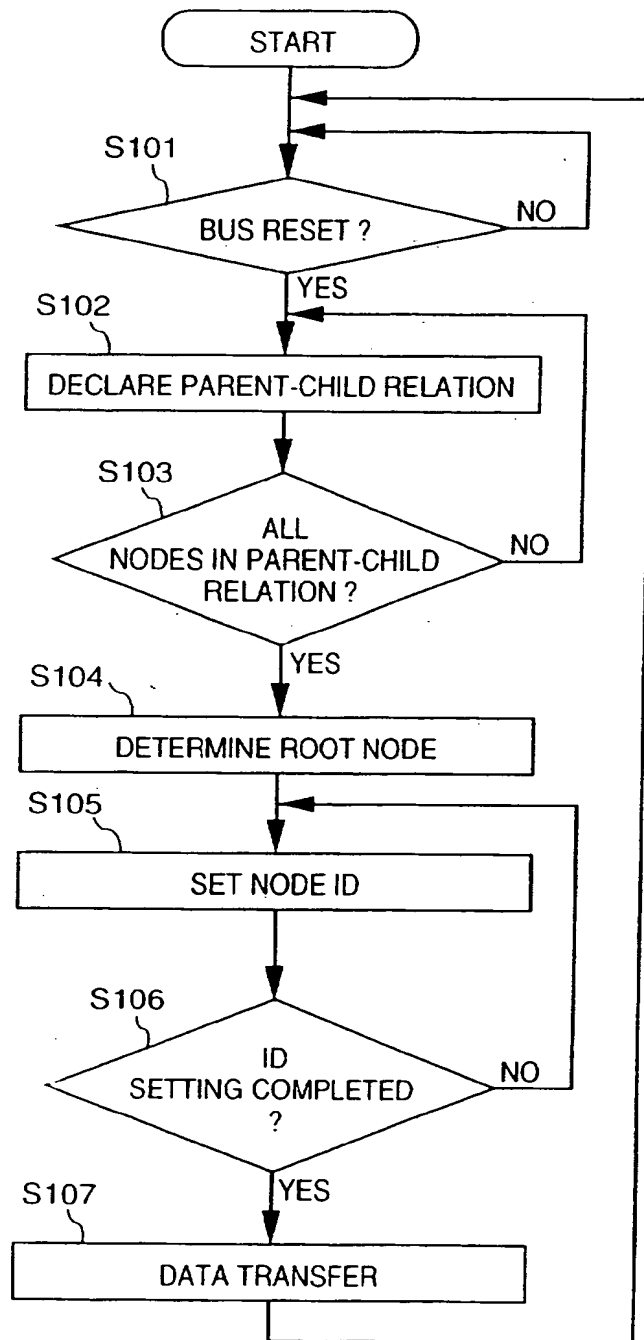 START
S101
BUS RESET ?
NO
YES
S102
DECLARE PARENT-CHILD RELATION
S103
ALL
NODES IN PARENT-CHILD
RELATION ?
NO
YES
S104
DETERMINE ROOT NODE
S105
SET NODE ID
S106
ID
SETTING COMPLETED
?
NO
YES
S107
DATA TRANSFER